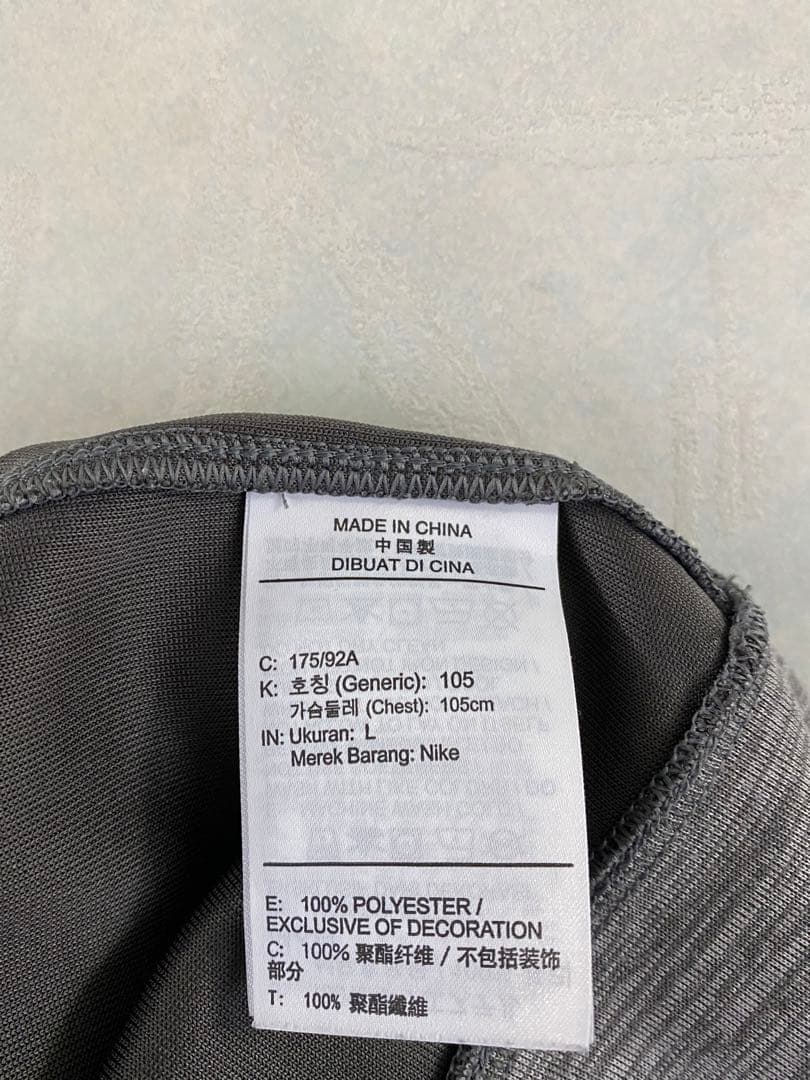 MADE IN CHINA
中国製
DIBUAT DI CINA
C: 175/92A
K: 호칭 (Generic): 105
가슴둘레 (Chest): 105cm
IN: Ukuran: L
Merek Barang: Nike
E: 100% POLYESTER /
EXCLUSIVE OF DECORATION
C: 100% 聚酯纤维 / 不包括装饰
部分
T: 100% 聚酯纖維